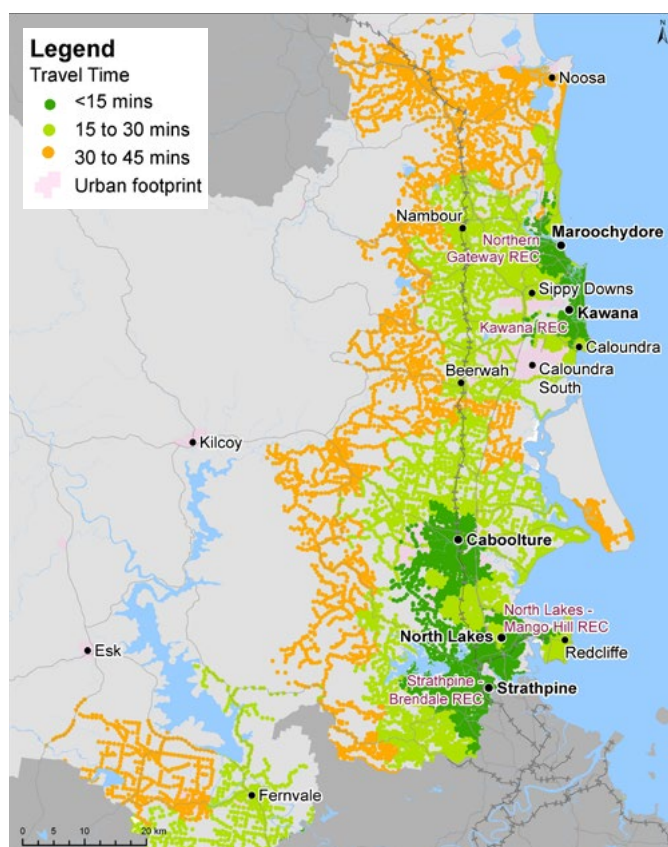 Legend
Travel Time
<15 mins
15 to 30 mins
30 to 45 mins
Urban footprint
N
Noosa
Nambour
Maroochydore
Northern
Gateway REC
Sippy Downs
Kawana
Kawana REC
Caloundra
Beerwah
Caloundra
South
Kilcoy
Caboolture
North Lakes -
Mango Hill REC
North Lakes
Redcliffe
Esk
Strathpine -
Brendale REC
Strathpine
Fernvale
0 5 10 20 km